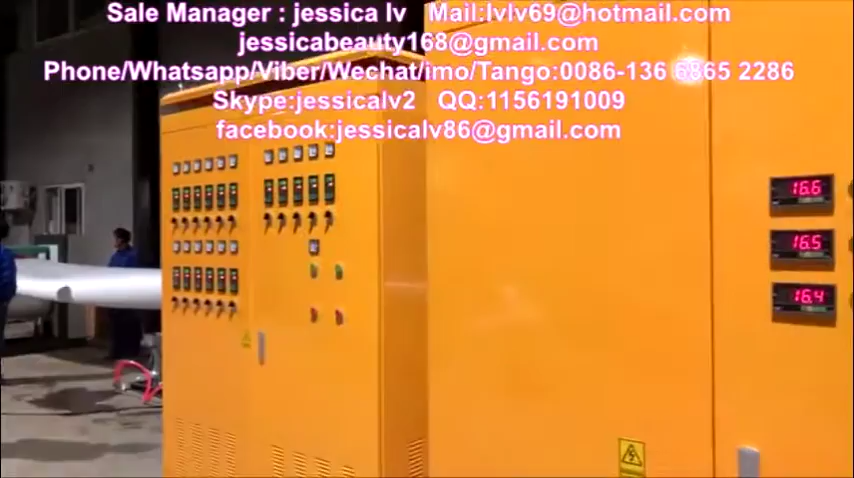 Sale Manager : jessica lv Mail:lvlv69@hotmail.com
jessicabeauty168@gmail.com
Phone/Whatsapp/Viber/Wechat/imo/Tango:0086-136 6865 2286
Skype:jessicalv2 QQ:1156191009
facebook:jessicalv86@gmail.com
16.6
16.5
16.4